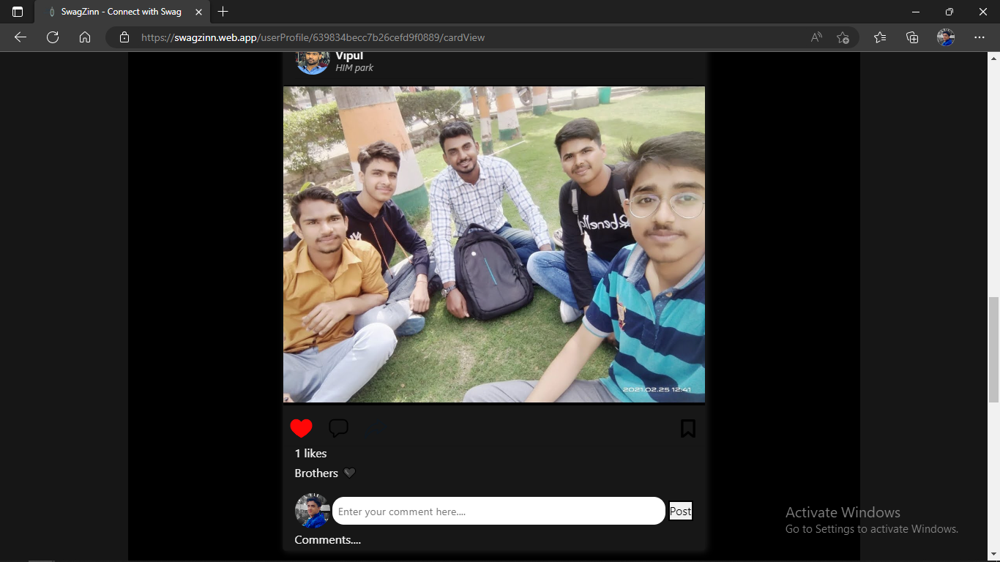 SwagZinn - Connect with Swag
https://swagzinn.web.app/userProfile/639834becc7b26cefd9f0889/cardView
Vipul
HIM park
benetto
2021.02.25 12:41
1 likes
Brothers 🖤
Enter your comment here....
Post
Comments....
Activate Windows
Go to Settings to activate Windows.